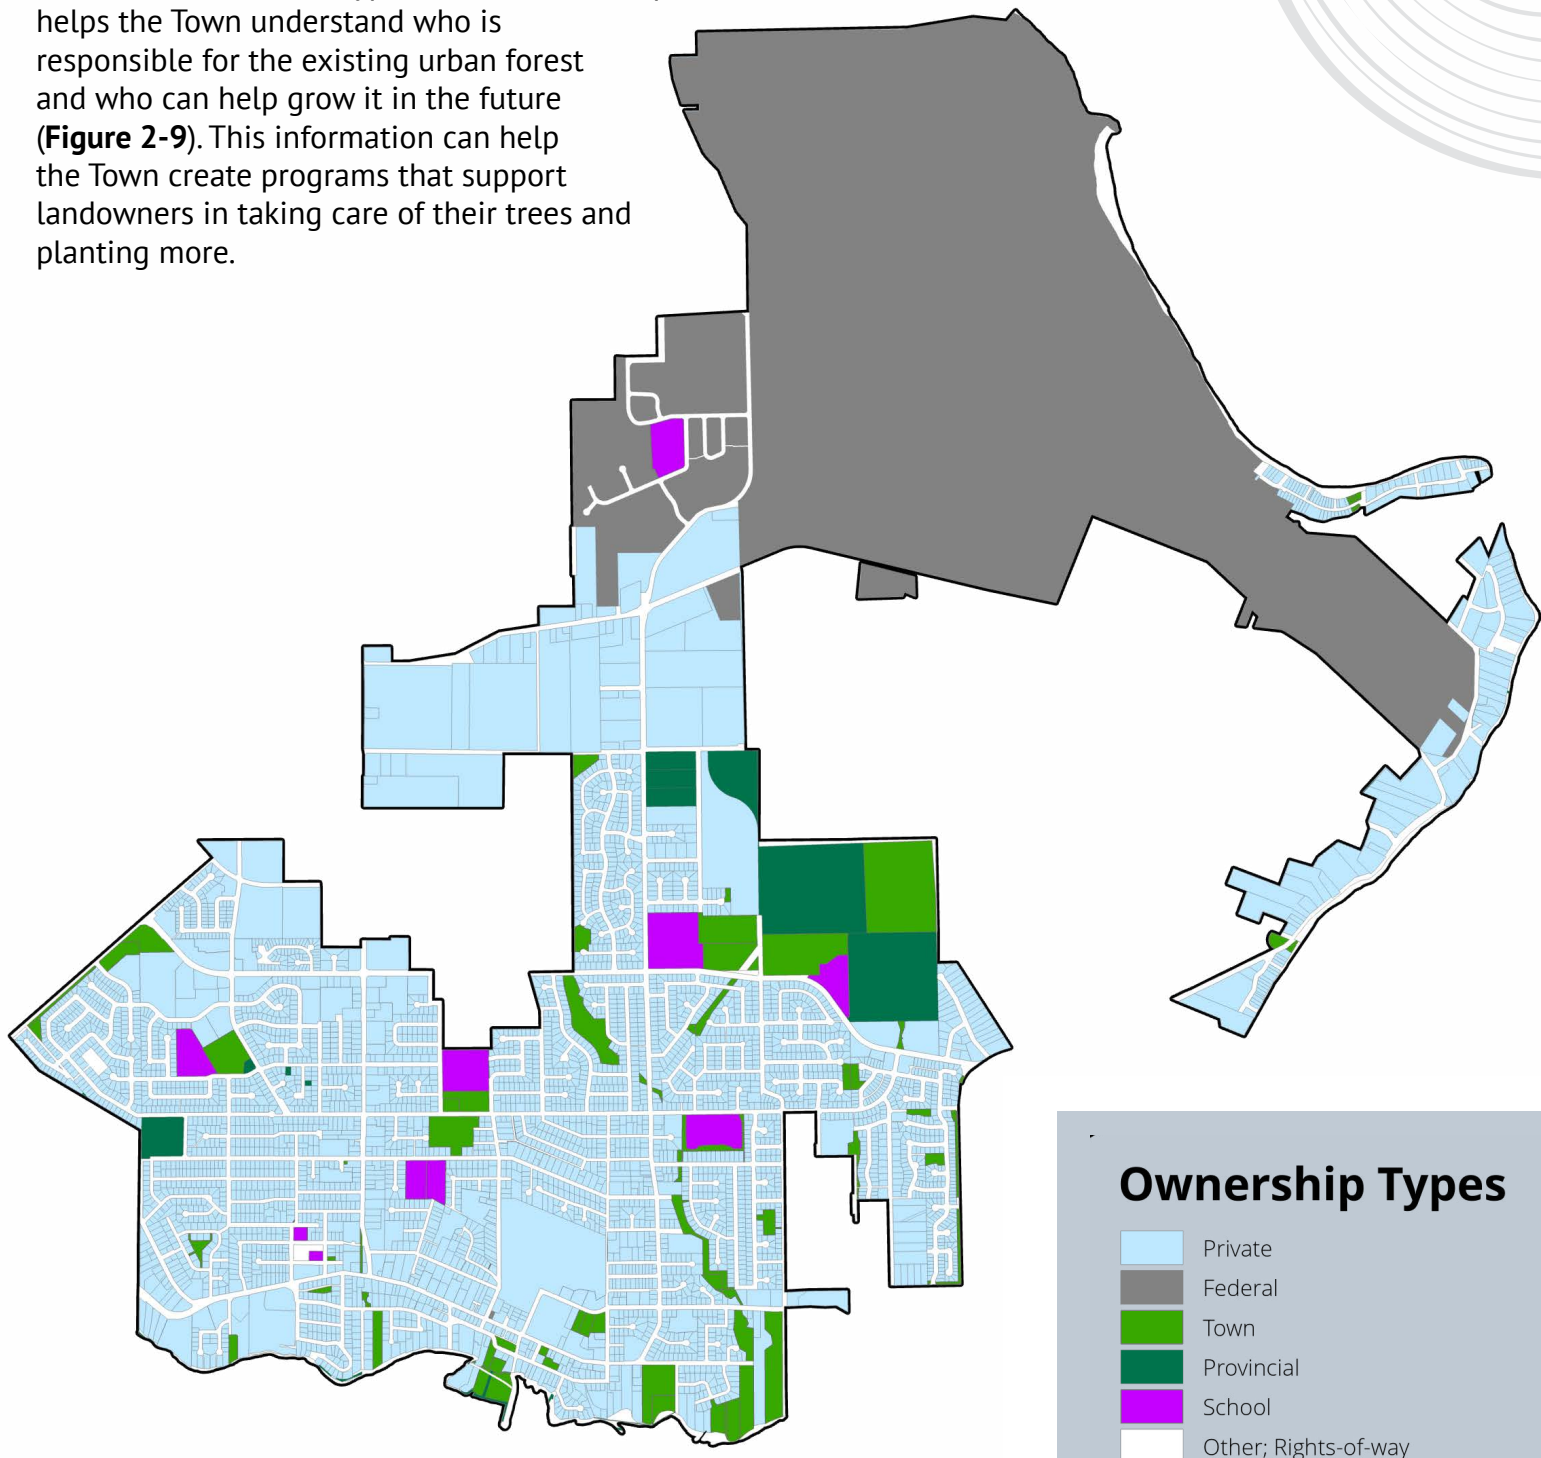 helps the Town understand who is
responsible for the existing urban forest
and who can help grow it in the future
(Figure 2-9). This information can help
the Town create programs that support
landowners in taking care of their trees and
planting more.
Ownership Types
Private
Federal
Town
Provincial
School
Other; Rights-of-way